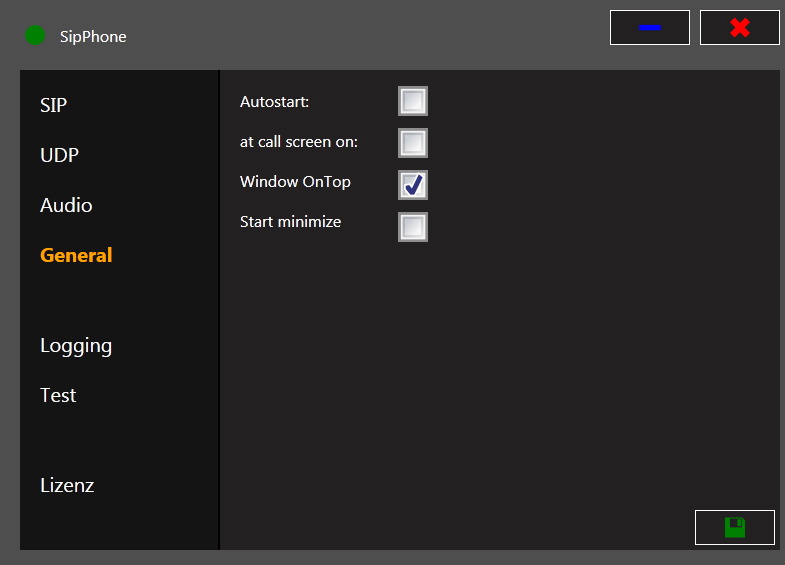 SipPhone
SIP
UDP
Audio
General
Logging
Test
Lizenz
Autostart:
at call screen on:
Window OnTop
Start minimize